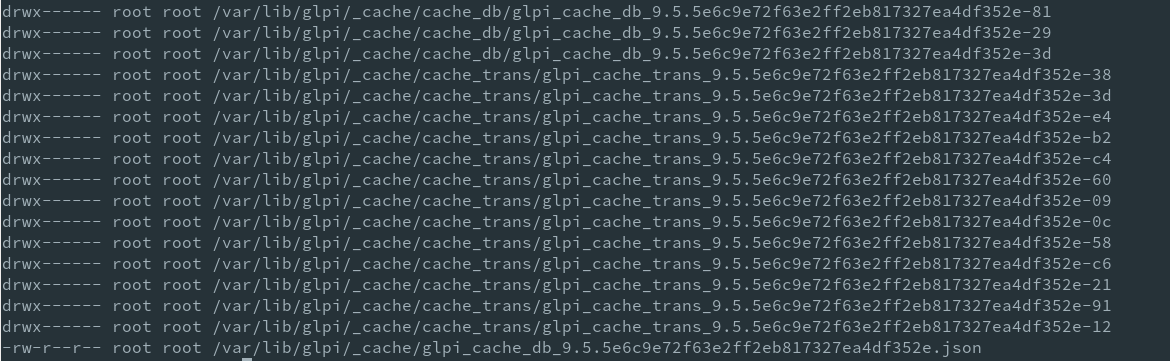 drwx------ root root /var/lib/glpi/_cache/cache_db/glpi_cache_db_9.5.5e6c9e72f63e2ff2eb817327ea4df352e-81
drwx------ root root /var/lib/glpi/_cache/cache_db/glpi_cache_db_9.5.5e6c9e72f63e2ff2eb817327ea4df352e-29
drwx------ root root /var/lib/glpi/_cache/cache_db/glpi_cache_db_9.5.5e6c9e72f63e2ff2eb817327ea4df352e-3d
drwx------ root root /var/lib/glpi/_cache/cache_trans/glpi_cache_trans_9.5.5e6c9e72f63e2ff2eb817327ea4df352e-38
drwx------ root root /var/lib/glpi/_cache/cache_trans/glpi_cache_trans_9.5.5e6c9e72f63e2ff2eb817327ea4df352e-3d
drwx------ root root /var/lib/glpi/_cache/cache_trans/glpi_cache_trans_9.5.5e6c9e72f63e2ff2eb817327ea4df352e-e4
drwx------ root root /var/lib/glpi/_cache/cache_trans/glpi_cache_trans_9.5.5e6c9e72f63e2ff2eb817327ea4df352e-b2
drwx------ root root /var/lib/glpi/_cache/cache_trans/glpi_cache_trans_9.5.5e6c9e72f63e2ff2eb817327ea4df352e-c4
drwx------ root root /var/lib/glpi/_cache/cache_trans/glpi_cache_trans_9.5.5e6c9e72f63e2ff2eb817327ea4df352e-60
drwx------ root root /var/lib/glpi/_cache/cache_trans/glpi_cache_trans_9.5.5e6c9e72f63e2ff2eb817327ea4df352e-09
drwx------ root root /var/lib/glpi/_cache/cache_trans/glpi_cache_trans_9.5.5e6c9e72f63e2ff2eb817327ea4df352e-0c
drwx------ root root /var/lib/glpi/_cache/cache_trans/glpi_cache_trans_9.5.5e6c9e72f63e2ff2eb817327ea4df352e-58
drwx------ root root /var/lib/glpi/_cache/cache_trans/glpi_cache_trans_9.5.5e6c9e72f63e2ff2eb817327ea4df352e-c6
drwx------ root root /var/lib/glpi/_cache/cache_trans/glpi_cache_trans_9.5.5e6c9e72f63e2ff2eb817327ea4df352e-21
drwx------ root root /var/lib/glpi/_cache/cache_trans/glpi_cache_trans_9.5.5e6c9e72f63e2ff2eb817327ea4df352e-91
drwx------ root root /var/lib/glpi/_cache/cache_trans/glpi_cache_trans_9.5.5e6c9e72f63e2ff2eb817327ea4df352e-12
-rw-r--r-- root root /var/lib/glpi/_cache/glpi_cache_db_9.5.5e6c9e72f63e2ff2eb817327ea4df352e.json